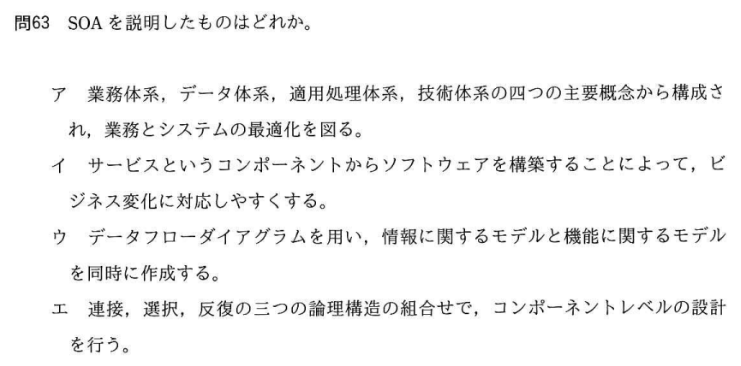 問63　SOA を説明したものはどれか。
ア　業務体系，データ体系，適用処理体系，技術体系の四つの主要概念から構成さ
れ，業務とシステムの最適化を図る。
イ　サービスというコンポーネントからソフトウェアを構築することによって，ビ
ジネス変化に対応しやすくする。
ウ　データフローダイアグラムを用い，情報に関するモデルと機能に関するモデル
を同時に作成する。
エ　連接，選択，反復の三つの論理構造の組合せで，コンポーネントレベルの設計
を行う。